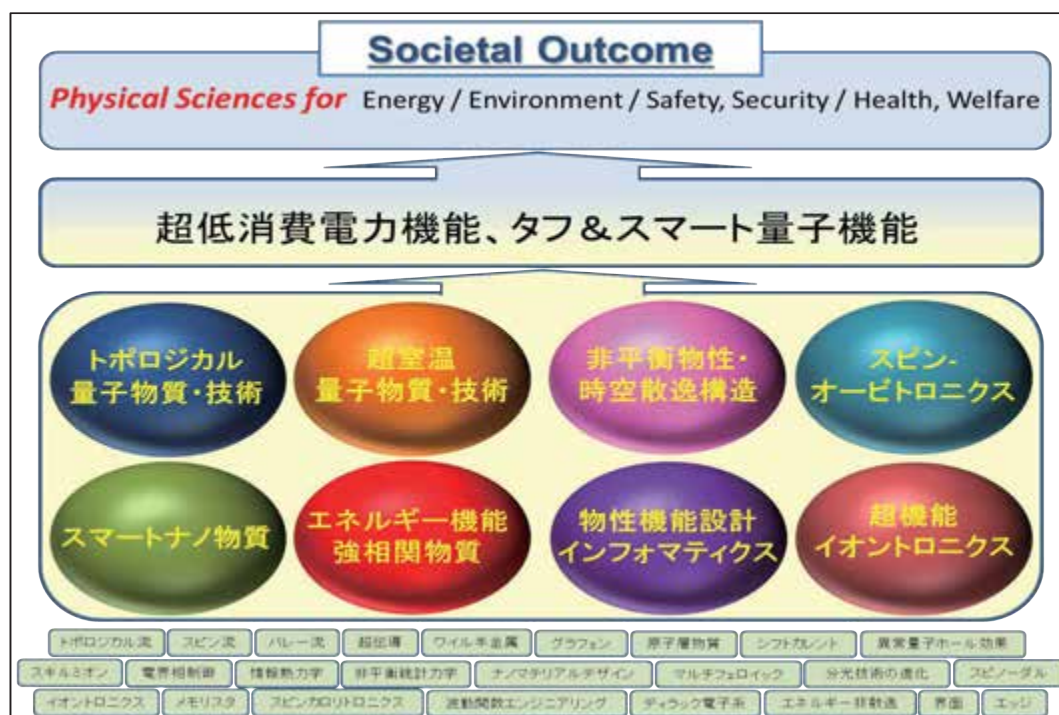 Societal Outcome
Physical Sciences for Energy / Environment / Safety, Security / Health, Welfare
超低消費電力機能、タフ＆スマート量子機能
トポロジカル
量子物質・技術
超室温
量子物質・技術
非平衡物性・
時空散逸構造
スピン-
オービトロニクス
スマートナノ物質
エネルギー機能
強相関物質
物性機能設計
インフォマティクス
超機能
イオントロニクス
トポロジカル流 スピン流 バレー流 超伝導 ワイル半金属 グラフェン 原子層物質 シフトカレント 異常量子ホール効果
スキルミオン 電界相制御 情報熱力学 非平衡統計力学 ナノマテリアルデザイン マルチフェロイック 分光技術の進化 スピノーダル
イオントロニクス メモリスタ スピンカロリトロニクス 波動関数エンジニアリング ディラック電子系 エネルギー非散逸 界面 エッジ